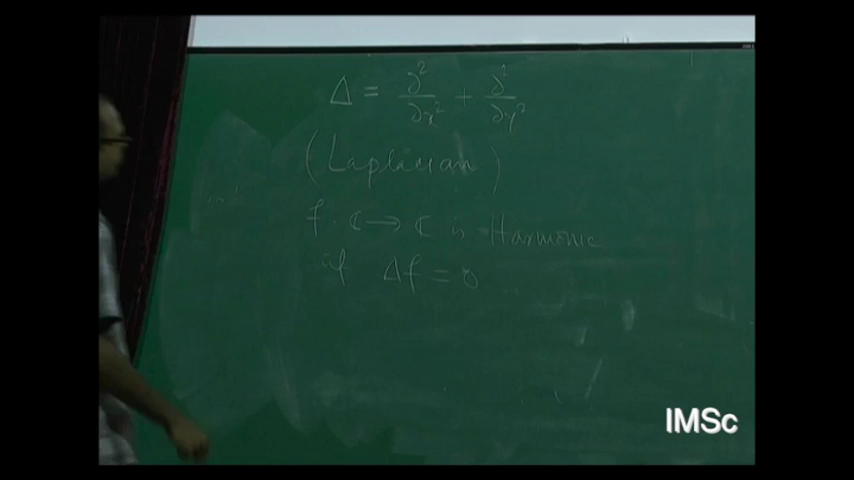 Δ = ∂²/∂x² + ∂²/∂y²
(Laplacian)
f : ℂ → ℂ is Harmonic
if Δf = 0
IMSc